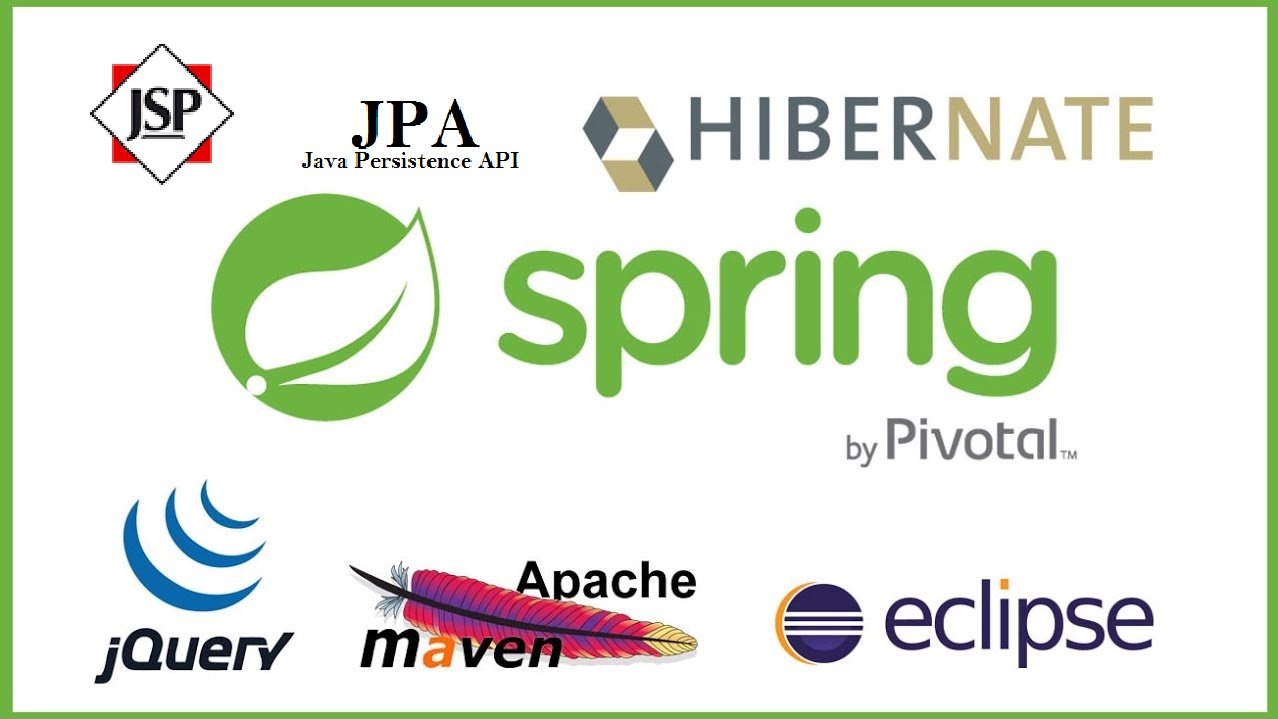 JSP
JPA
Java Persistence API
HIBERNATE
spring
by Pivotal™
jQuery
Apache
maven
eclipse